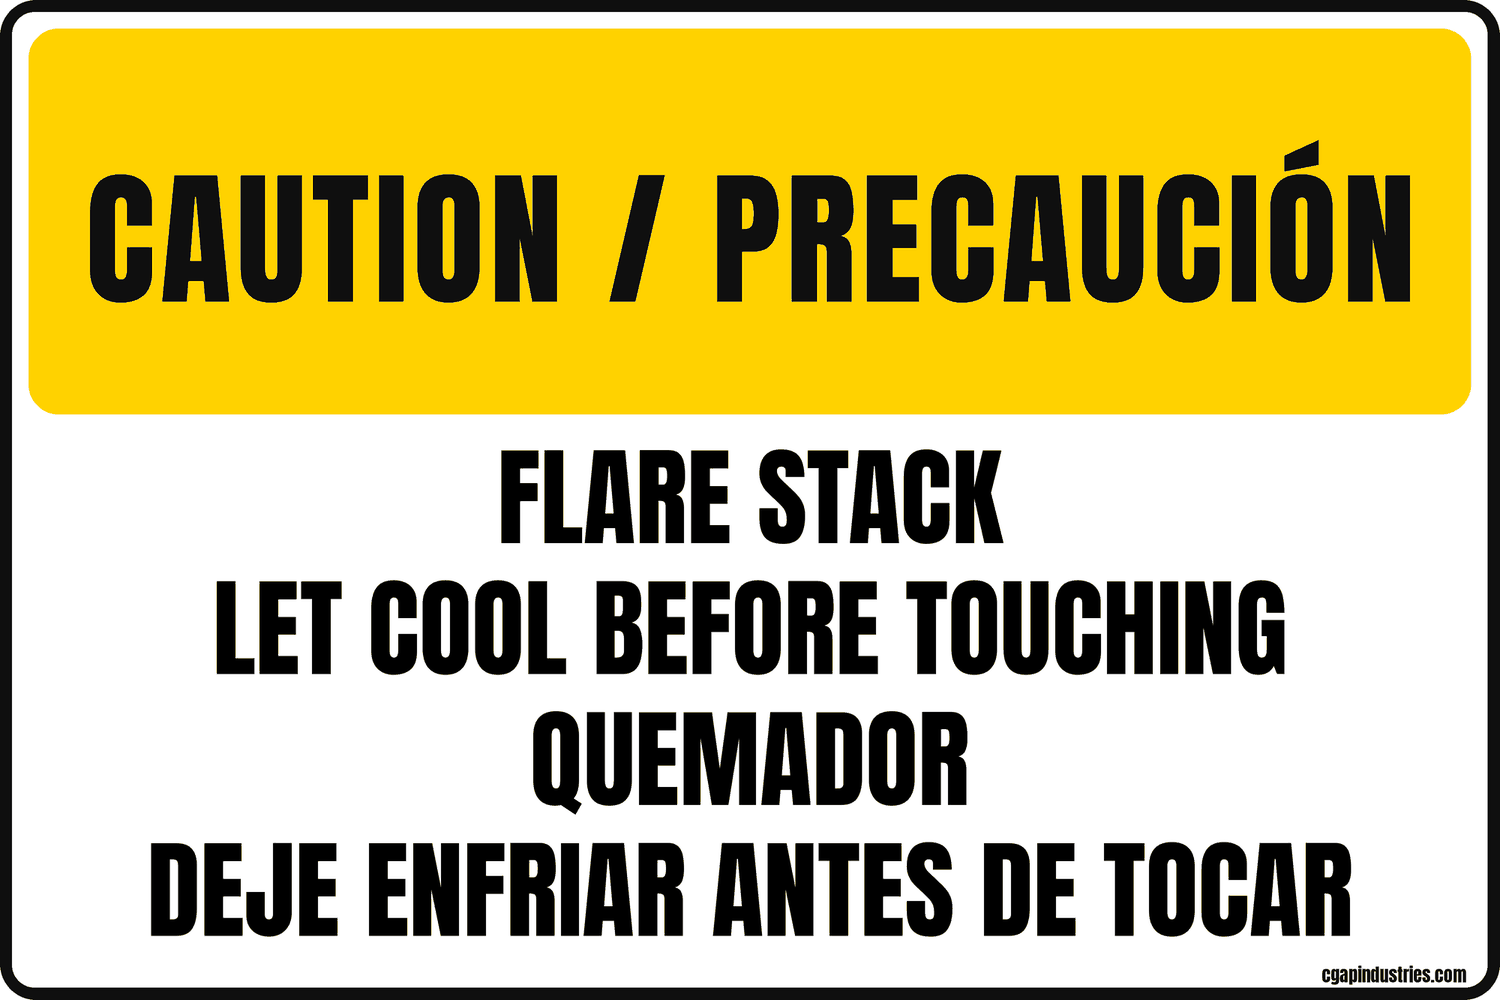 CAUTION / PRECAUCIÓN
FLARE STACK
LET COOL BEFORE TOUCHING
QUEMADOR
DEJE ENFRIAR ANTES DE TOCAR
cgapindustries.com